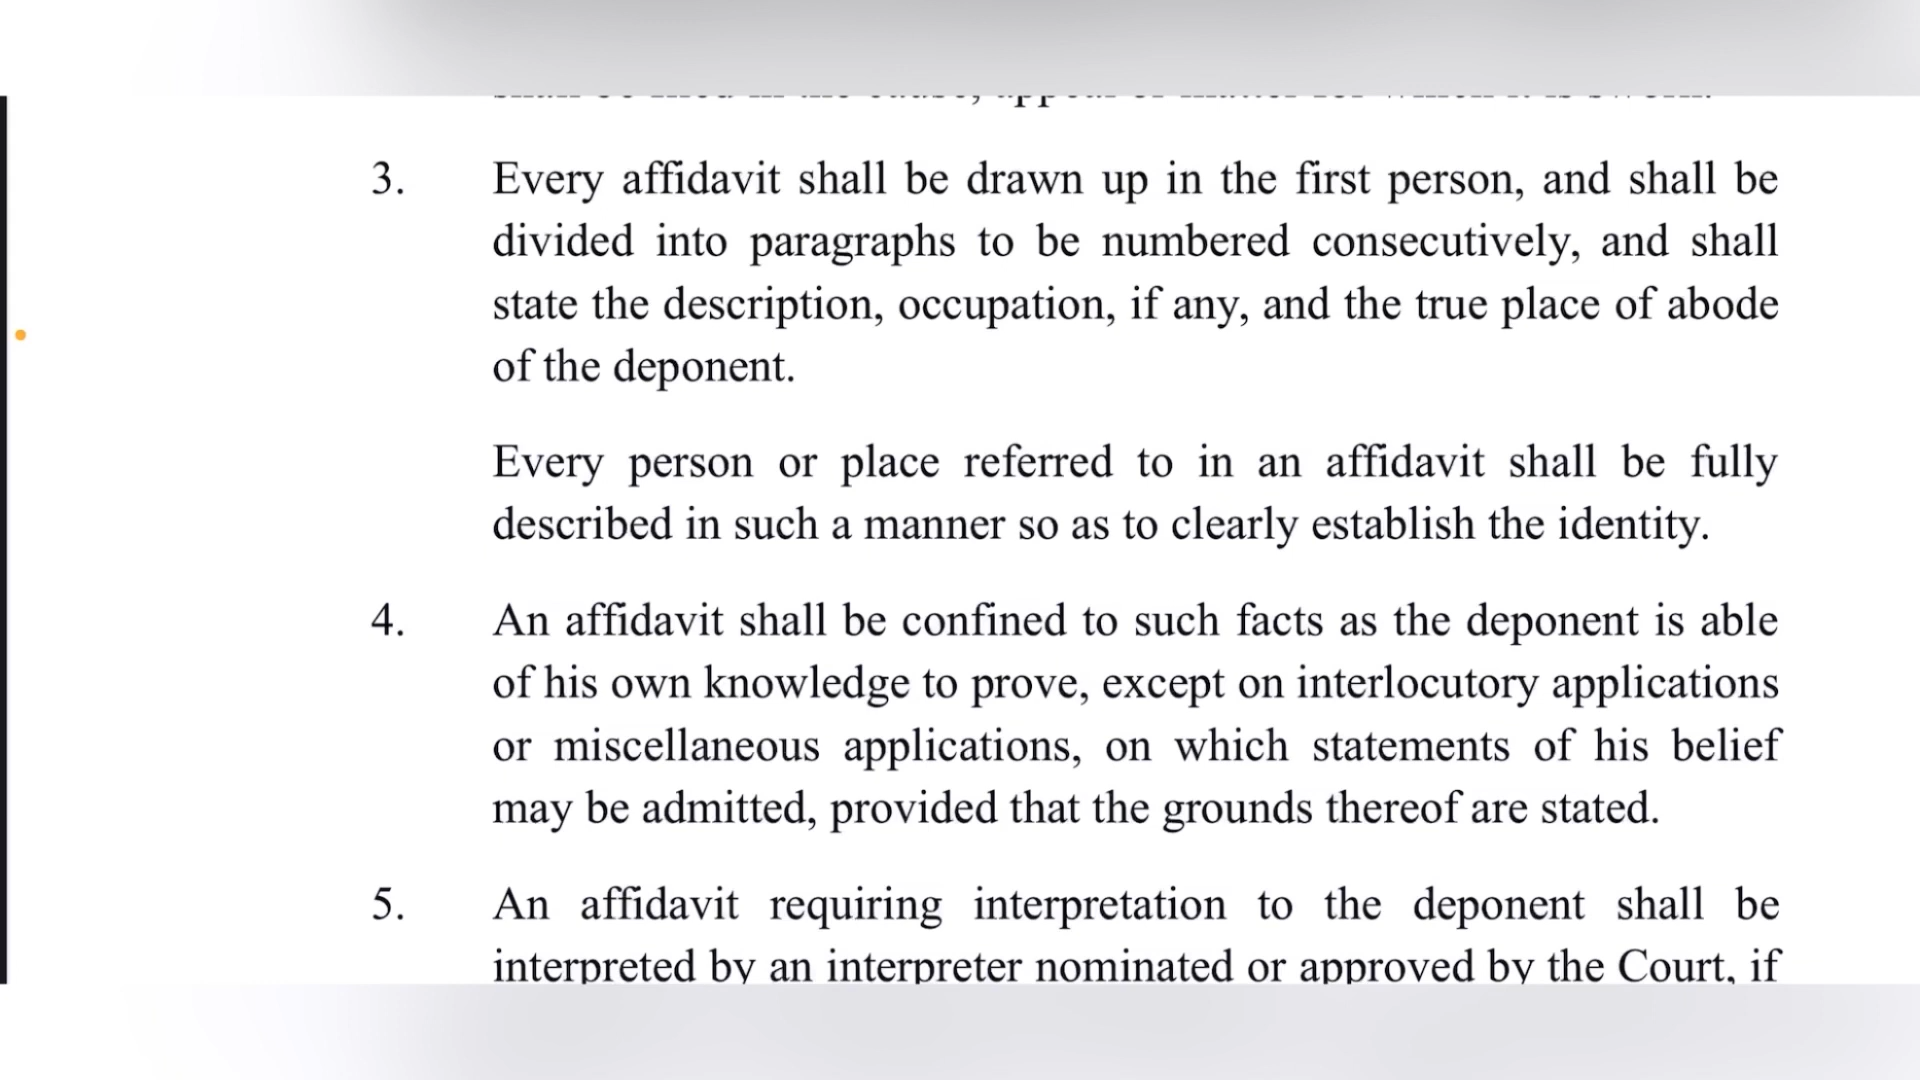 3. Every affidavit shall be drawn up in the first person, and shall be
divided into paragraphs to be numbered consecutively, and shall
state the description, occupation, if any, and the true place of abode
of the deponent.
Every person or place referred to in an affidavit shall be fully
described in such a manner so as to clearly establish the identity.
4. An affidavit shall be confined to such facts as the deponent is able
of his own knowledge to prove, except on interlocutory applications
or miscellaneous applications, on which statements of his belief
may be admitted, provided that the grounds thereof are stated.
5. An affidavit requiring interpretation to the deponent shall be
interpreted by an interpreter nominated or approved by the Court, if